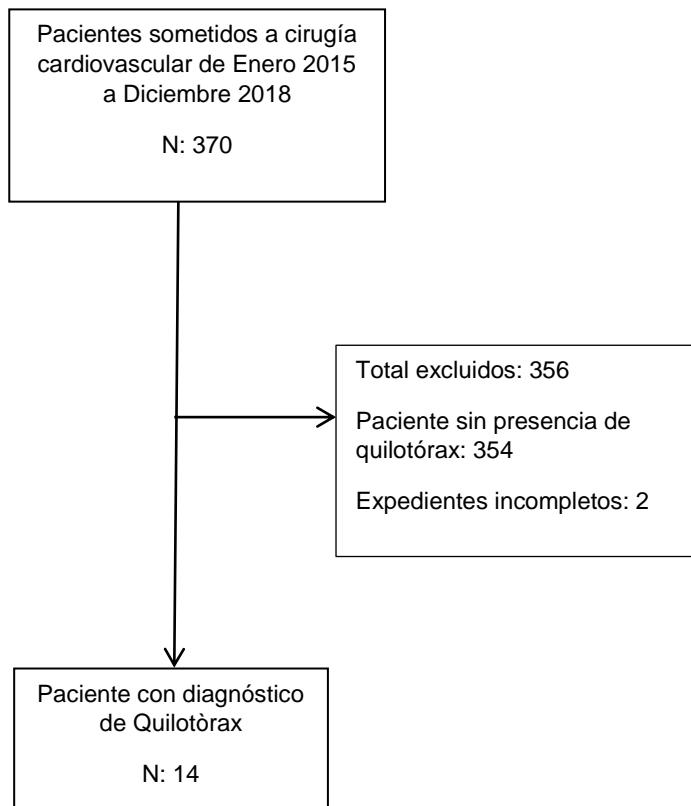 Pacientes sometidos a cirugía
cardiovascular de Enero 2015
a Diciembre 2018
N: 370
Total excluidos: 356
Paciente sin presencia de
quilotórax: 354
Expedientes incompletos: 2
Paciente con diagnóstico
de Quilotòrax
N: 14